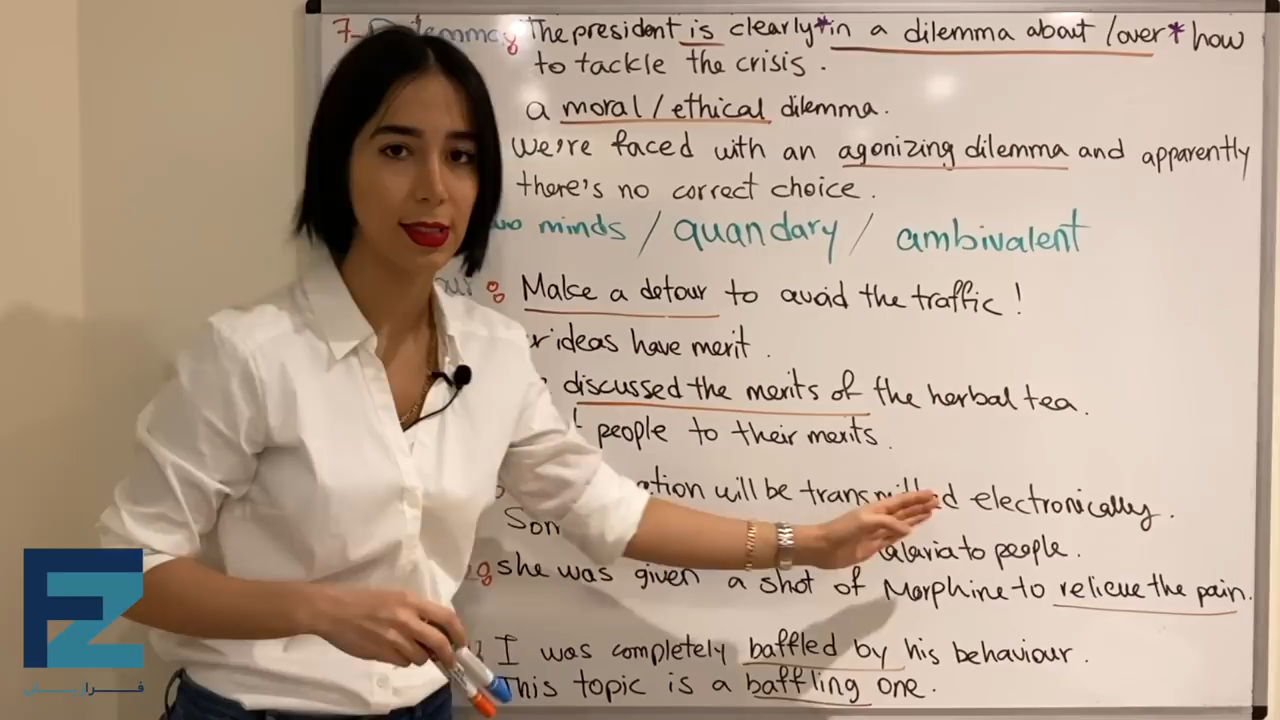 7- Dilemma: The president is clearly *in a dilemma about /over* how
to tackle the crisis.
a moral / ethical dilemma.
We're faced with an agonizing dilemma and apparently
there's no correct choice.
minds / quandary / ambivalent
Make a detour to avoid the traffic!
ideas have merit.
discussed the merits of the herbal tea.
people to their merits.
will be transmitted electronically.
to people.
she was given a shot of Morphine to relieve the pain.
I was completely baffled by his behaviour.
This topic is a baffling one.
FZ